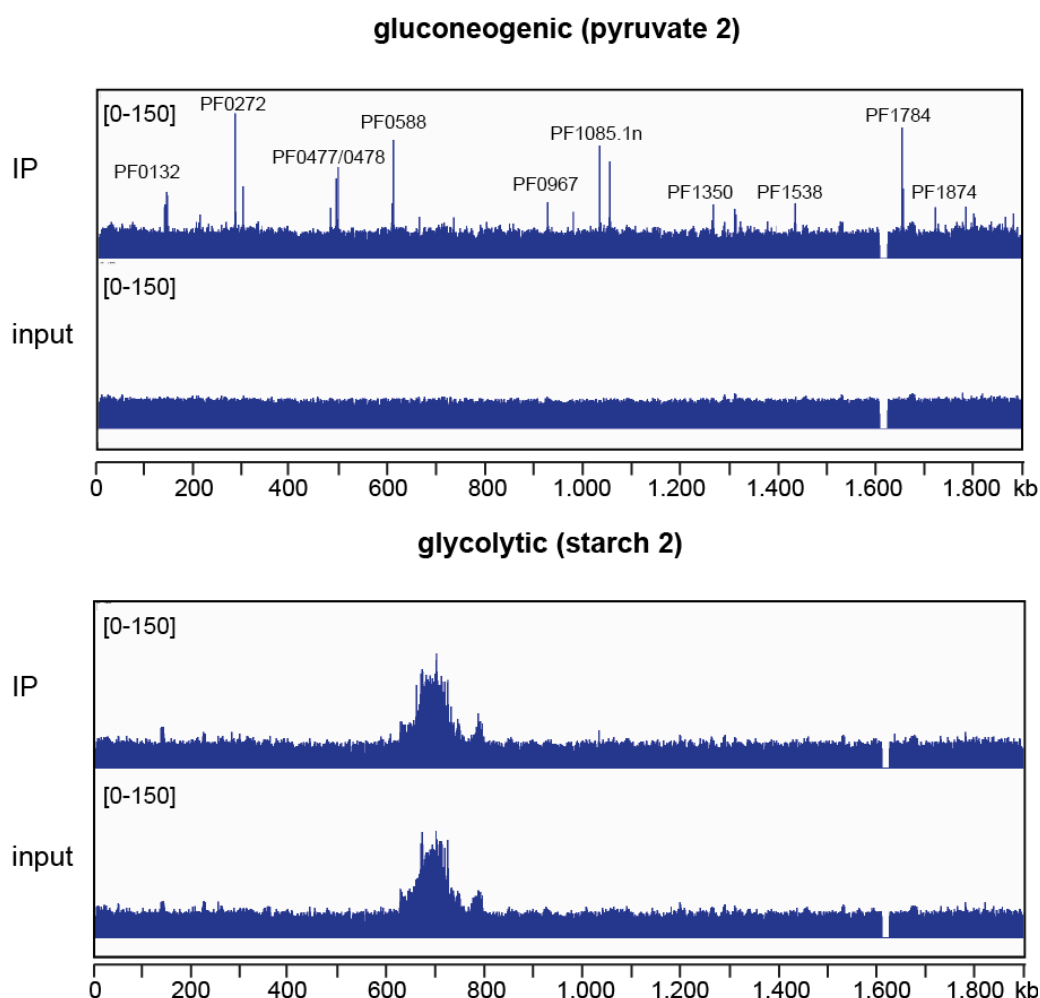 gluconeogenic (pyruvate 2)
[0-150]
PF0272
PF0588
PF1784
PF1085.1n
PF0477/0478
PF0132
PF0967
PF1350
PF1538
PF1874
IP
[0-150]
input
0 200 400 600 800 1.000 1.200 1.400 1.600 1.800 kb
glycolytic (starch 2)
[0-150]
IP
[0-150]
input
0 200 400 600 800 1.000 1.200 1.400 1.600 1.800 kb